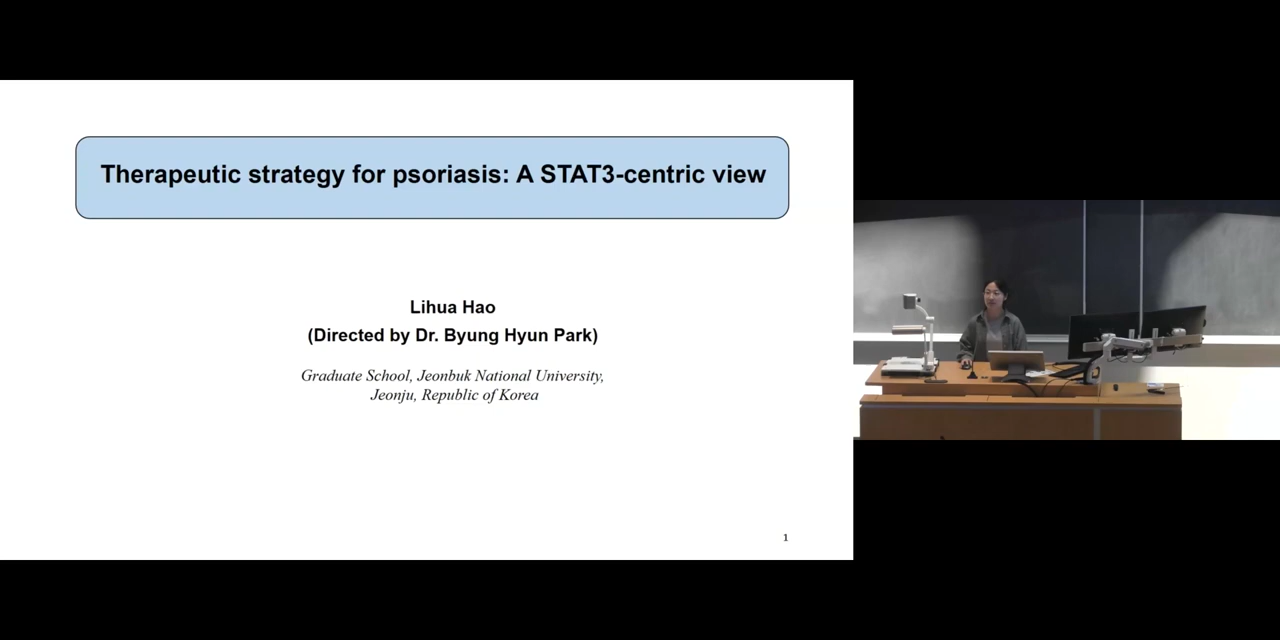 Therapeutic strategy for psoriasis: A STAT3-centric view
Lihua Hao
(Directed by Dr. Byung Hyun Park)
Graduate School, Jeonbuk National University,
Jeonju, Republic of Korea
1